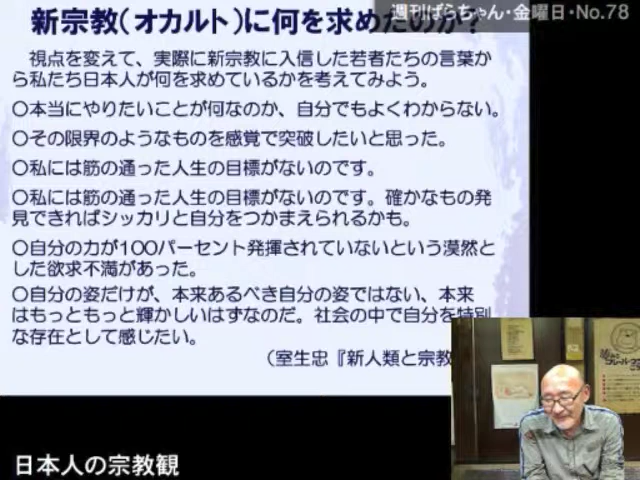 新宗教(オカルト)に何を求めたのか?
週刊ばらちゃん・金曜日・No.78
視点を変えて、実際に新宗教に入信した若者たちの言葉か
ら私たち日本人が何を求めているかを考えてみよう。
〇本当にやりたいことが何なのか、自分でもよくわからない。
〇その限界のようなものを感覚で突破したいと思った。
〇私には筋の通った人生の目標がないのです。
〇私には筋の通った人生の目標がないのです。確かなもの発
見できればシッカリと自分をつかまえられるかも。
〇自分の力が100パーセント発揮されていないという漠然と
した欲求不満があった。
〇自分の姿だけが、本来あるべき自分の姿ではない、本来
はもっともっと輝かしいはずなのだ。社会の中で自分を特別
な存在として感じたい。
(室生忠『新人類と宗教
日本人の宗教観